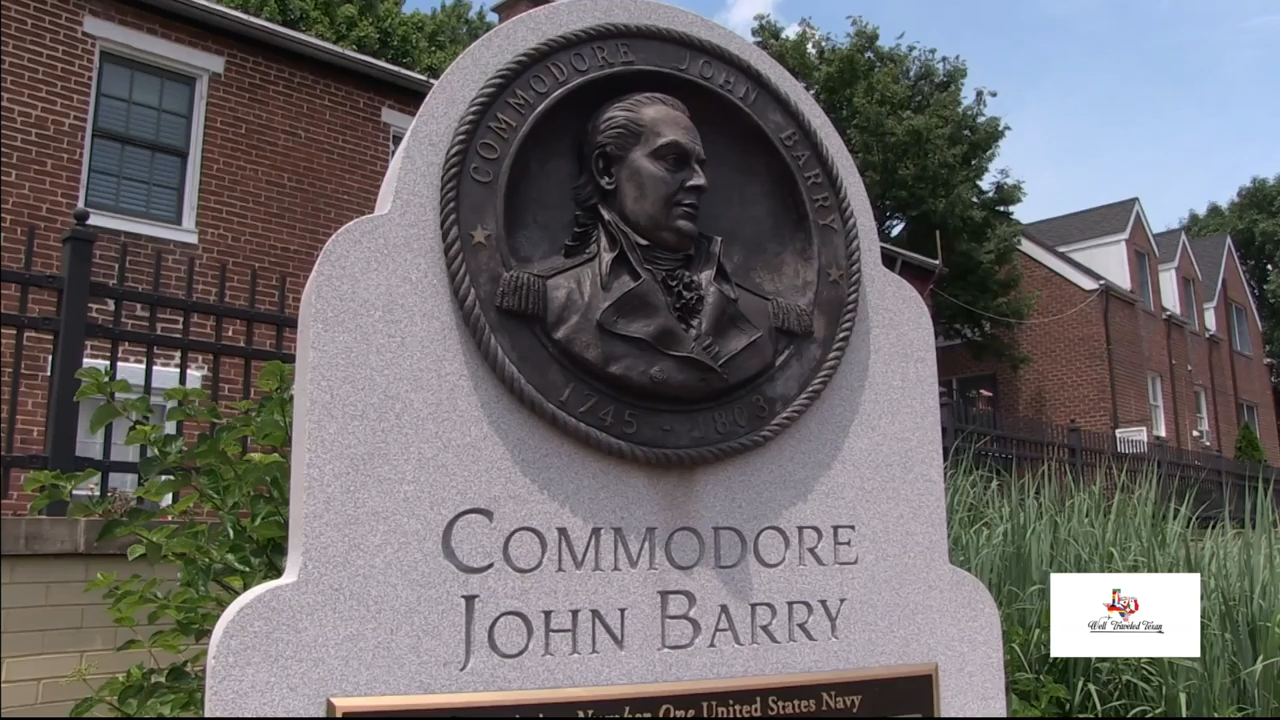 COMMODORE JOHN BARRY
1745 - 1803
COMMODORE
JOHN BARRY
Number One United States Navy
Well Traveled Texan